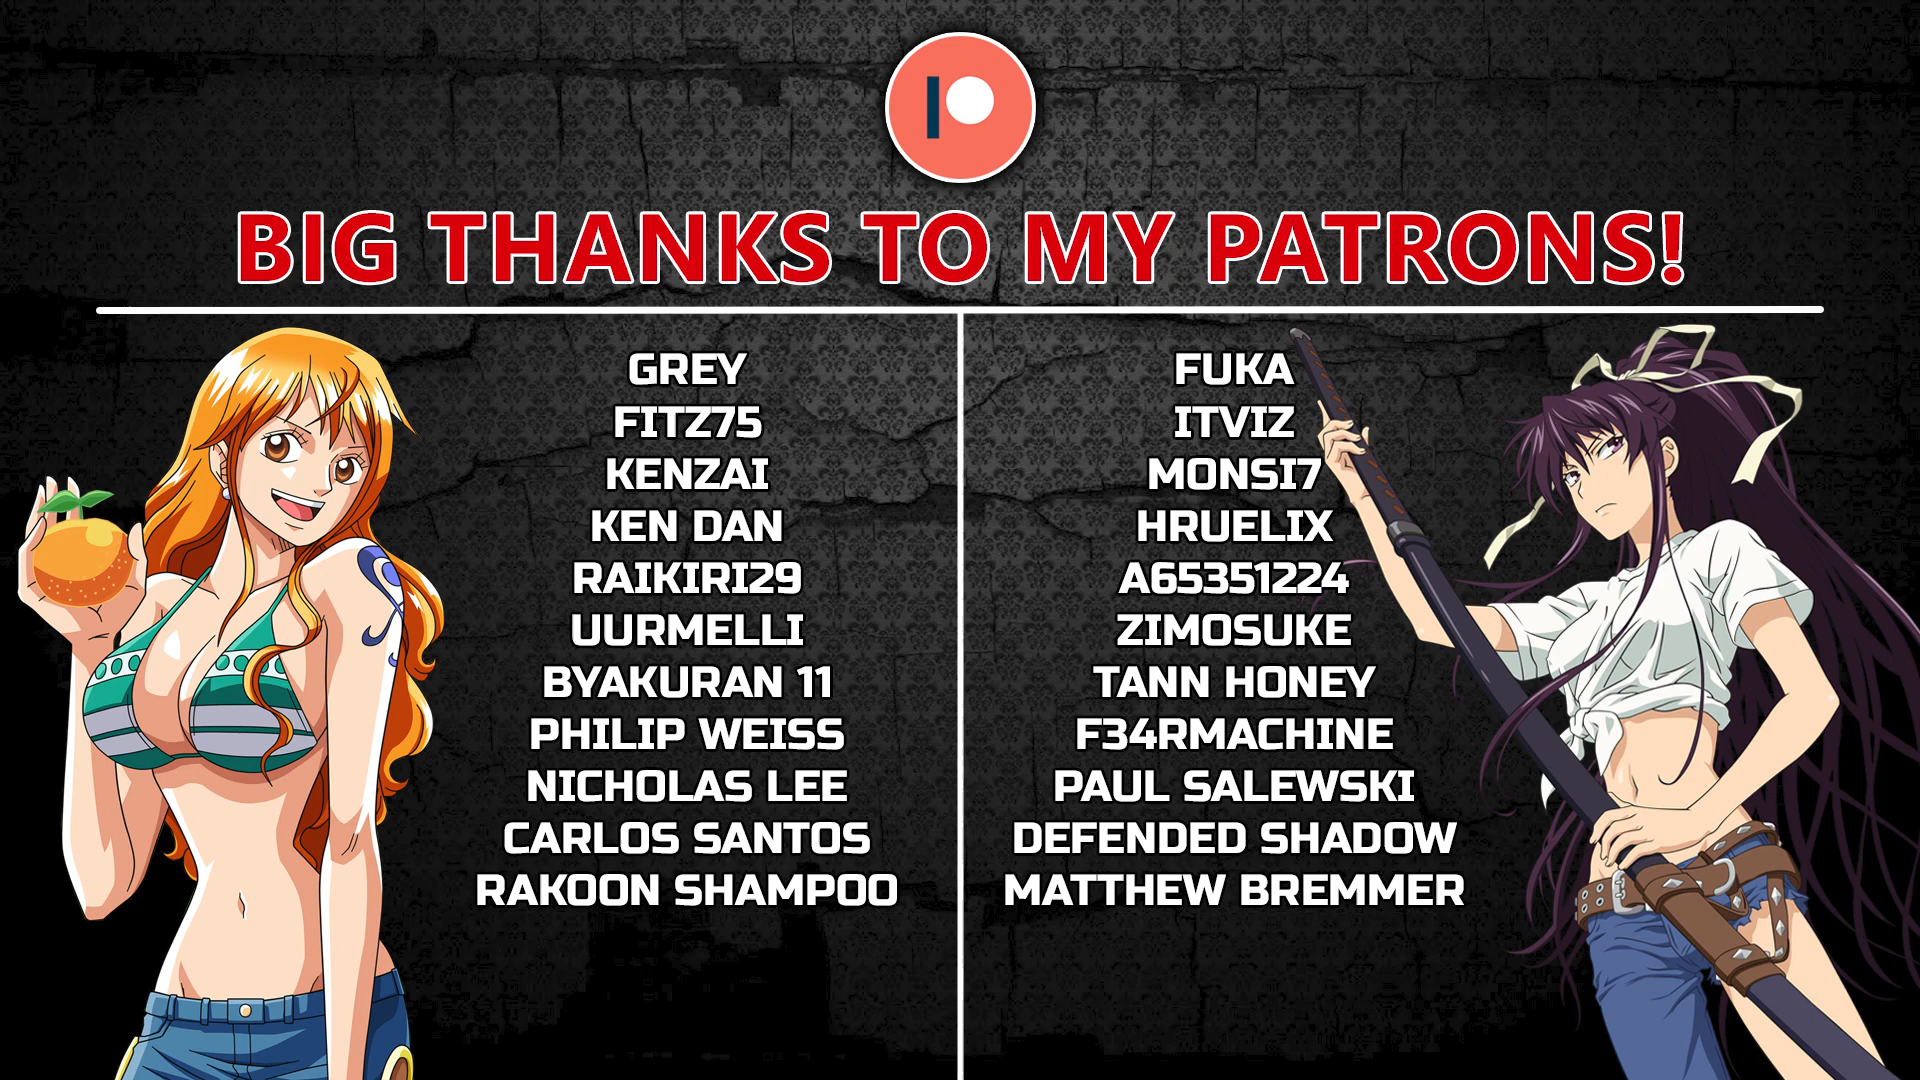 BIG THANKS TO MY PATRONS!
GREY
FITZ75
KENZAI
KEN DAN
RAIKIRI29
UURMELLI
BYAKURAN 11
PHILIP WEISS
NICHOLAS LEE
CARLOS SANTOS
RAKOON SHAMPOO
FUKA
ITVIZ
MONSI7
HRUELIX
A65351224
ZIMOSUKE
TANN HONEY
F34RMACHINE
PAUL SALEWSKI
DEFENDED SHADOW
MATTHEW BREMMER